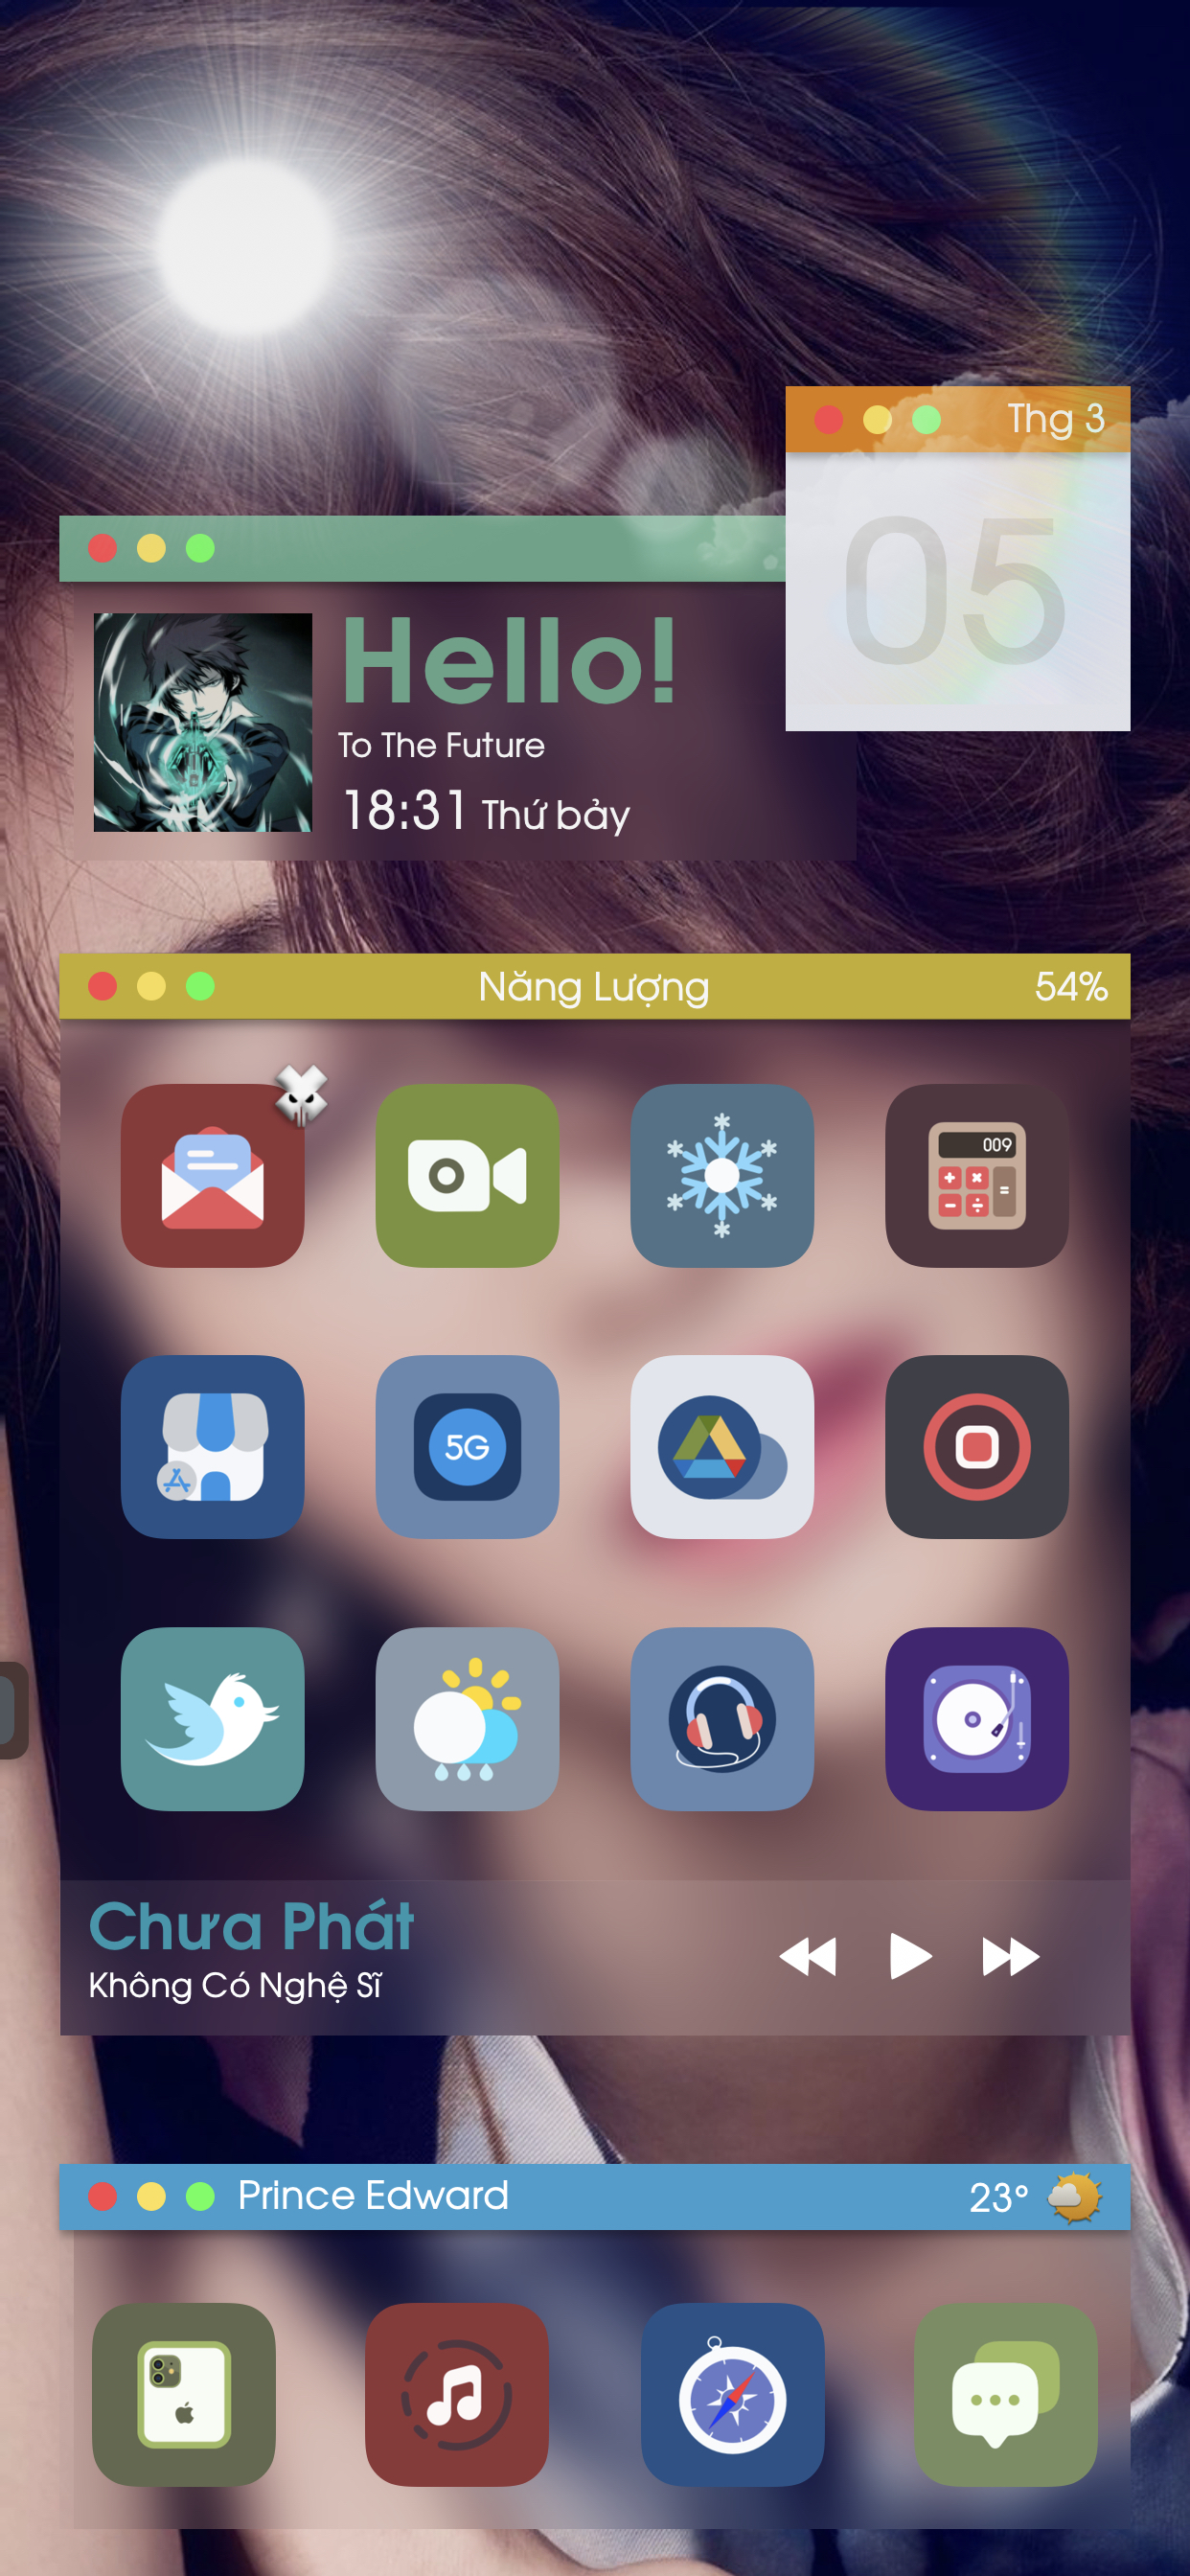 Thg 3
05
Hello!
To The Future
18:31 Thứ bảy
Năng Lượng 54%
009
5G
Chưa Phát
Không Có Nghệ Sĩ
Prince Edward 23°